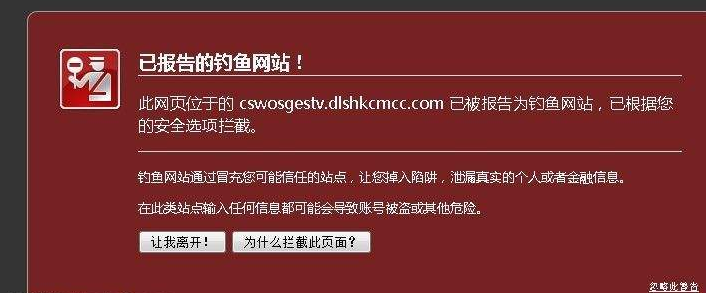 已报告的钓鱼网站！
此网页位于的 cswosgestv.dlshkcmcc.com 已被报告为钓鱼网站，已根据您
的安全选项拦截。
钓鱼网站通过冒充您可能信任的站点，让您掉入陷阱，泄漏真实的个人或者金融信息。
在此类站点输入任何信息都可能会导致账号被盗或其他危险。
让我离开！ 为什么拦截此页面？
忽略此警告